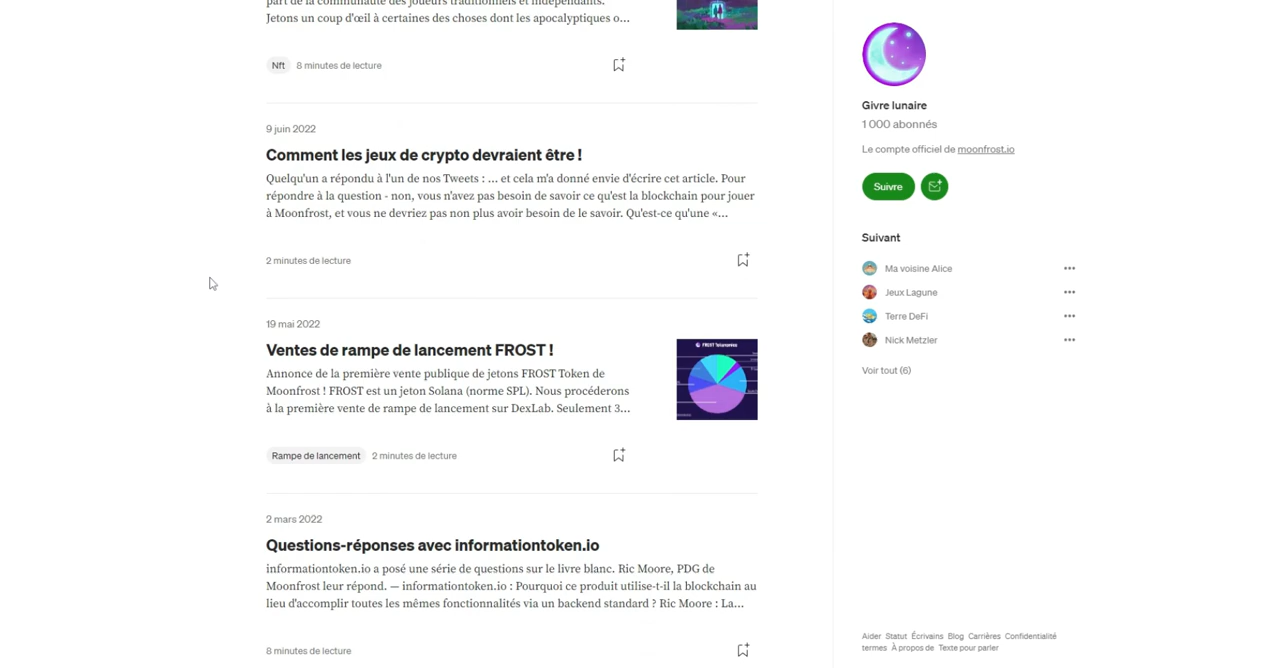 part de la communauté des joueurs traditionnels et indépendants.
Jetons un coup d'œil à certaines des choses dont les apocalyptiques o...
Nft 8 minutes de lecture
9 juin 2022
Comment les jeux de crypto devraient être !
Quelqu'un a répondu à l'un de nos Tweets : ... et cela m'a donné envie d'écrire cet article. Pour
répondre à la question - non, vous n'avez pas besoin de savoir ce qu'est la blockchain pour jouer
à Moonfrost, et vous ne devriez pas non plus avoir besoin de le savoir. Qu'est-ce qu'une «...
2 minutes de lecture
19 mai 2022
Ventes de rampe de lancement FROST !
Annonce de la première vente publique de jetons FROST Token de
Moonfrost ! FROST est un jeton Solana (norme SPL). Nous procéderons
à la première vente de rampe de lancement sur DexLab. Seulement 3...
FROST Tokenomics
Rampe de lancement 2 minutes de lecture
2 mars 2022
Questions-réponses avec informationtoken.io
informationtoken.io a posé une série de questions sur le livre blanc. Ric Moore, PDG de
Moonfrost leur répond. — informationtoken.io : Pourquoi ce produit utilise-t-il la blockchain au
lieu d'accomplir toutes les mêmes fonctionnalités via un backend standard ? Ric Moore : La...
8 minutes de lecture
Givre lunaire
1 000 abonnés
Le compte officiel de moonfrost.io
Suivre
Suivant
Ma voisine Alice
Jeux Lagune
Terre DeFi
Nick Metzler
Voir tout (6)
Aider Statut Écrivains Blog Carrières Confidentialité
termes À propos de Texte pour parler